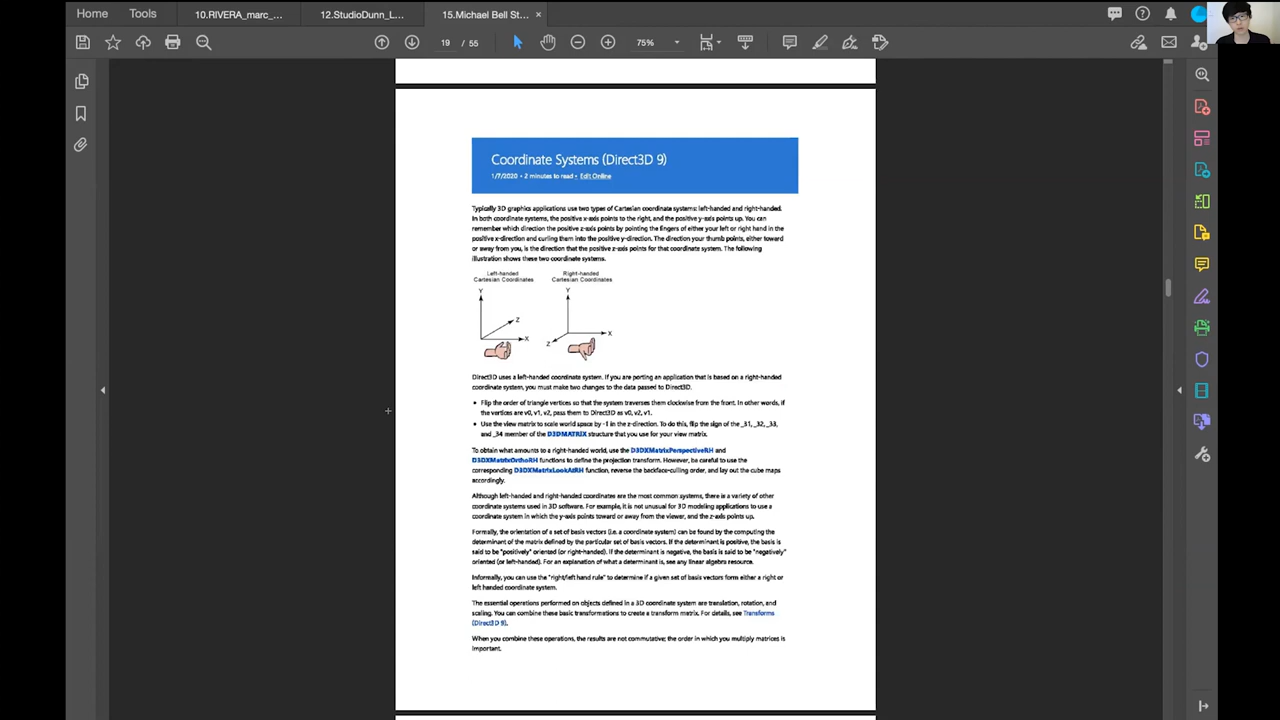 Home Tools 10.RIVERA_marc_... 12.StudioDunn_L... 15.Michael Bell St... ×
19 / 55 75%
Coordinate Systems (Direct3D 9)
1/7/2020 • 2 minutes to read • Edit Online
Typically 3D graphics applications use two types of Cartesian coordinate systems: left-handed and right-handed.
In both coordinate systems, the positive x-axis points to the right, and the positive y-axis points up. You can
remember which direction the positive z-axis points by pointing the fingers of either your left or right hand in the
positive x-direction and curling them into the positive y-direction. The direction your thumb points, either toward
or away from you, is the direction that the positive z-axis points for that coordinate system. The following
illustration shows these two coordinate systems.
Left-handed Right-handed
Cartesian Coordinates Cartesian Coordinates
Y Y
Z
X X
Z
Direct3D uses a left-handed coordinate system. If you are porting an application that is based on a right-handed
coordinate system, you must make two changes to the data passed to Direct3D.
• Flip the order of triangle vertices so that the system traverses them clockwise from the front. In other words, if
the vertices are v0, v1, v2, pass them to Direct3D as v0, v2, v1.
• Use the view matrix to scale world space by -1 in the z-direction. To do this, flip the sign of the _31, _32, _33,
and _34 member of the D3DMATRIX structure that you use for your view matrix.
To obtain what amounts to a right-handed world, use the D3DXMatrixPerspectiveRH and
D3DXMatrixOrthoRH functions to define the projection transform. However, be careful to use the
corresponding D3DXMatrixLookAtRH function, reverse the backface-culling order, and lay out the cube maps
accordingly.
Although left-handed and right-handed coordinates are the most common systems, there is a variety of other
coordinate systems used in 3D software. For example, it is not unusual for 3D modeling applications to use a
coordinate system in which the y-axis points toward or away from the viewer, and the z-axis points up.
Formally, the orientation of a set of basis vectors (i.e. a coordinate system) can be found by the computing the
determinant of the matrix defined by the particular set of basis vectors. If the determinant is positive, the basis is
said to be "positively" oriented (or right-handed). If the determinant is negative, the basis is said to be "negatively"
oriented (or left-handed). For an explanation of what a determinant is, see any linear algebra resource.
Informally, you can use the "right/left hand rule" to determine if a given set of basis vectors form either a right or
left handed coordinate system.
The essential operations performed on objects defined in a 3D coordinate system are translation, rotation, and
scaling. You can combine these basic transformations to create a transform matrix. For details, see Transforms
(Direct3D 9).
When you combine these operations, the results are not commutative; the order in which you multiply matrices is
important.